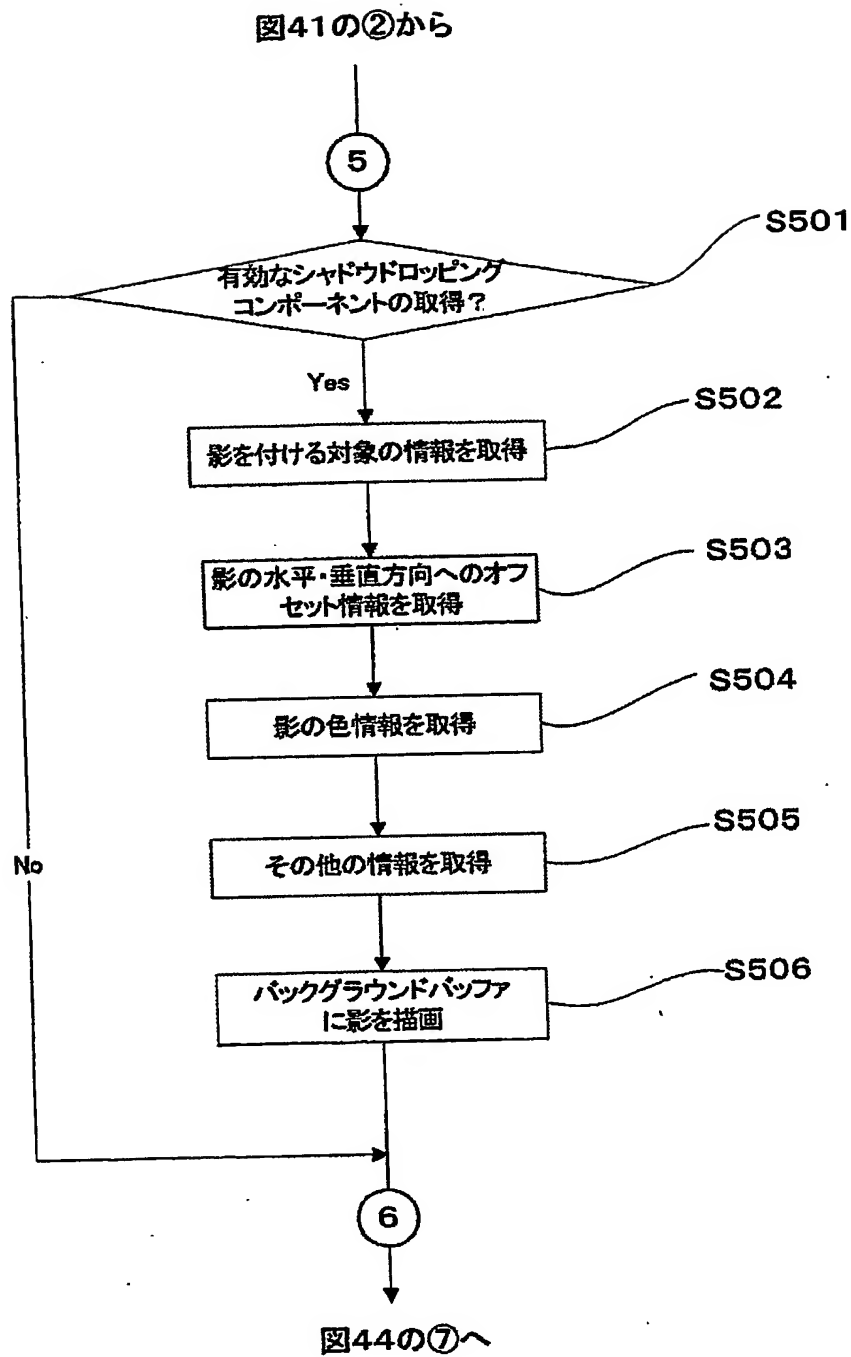 図41の②から
5
S501
有効なシャドウドロッピング
コンポーネントの取得?
Yes
S502
影を付ける対象の情報を取得
S503
影の水平・垂直方向へのオフ
セット情報を取得
S504
影の色情報を取得
S505
その他の情報を取得
No
S506
バックグラウンドバッファ
に影を描画
6
図44の⑦へ